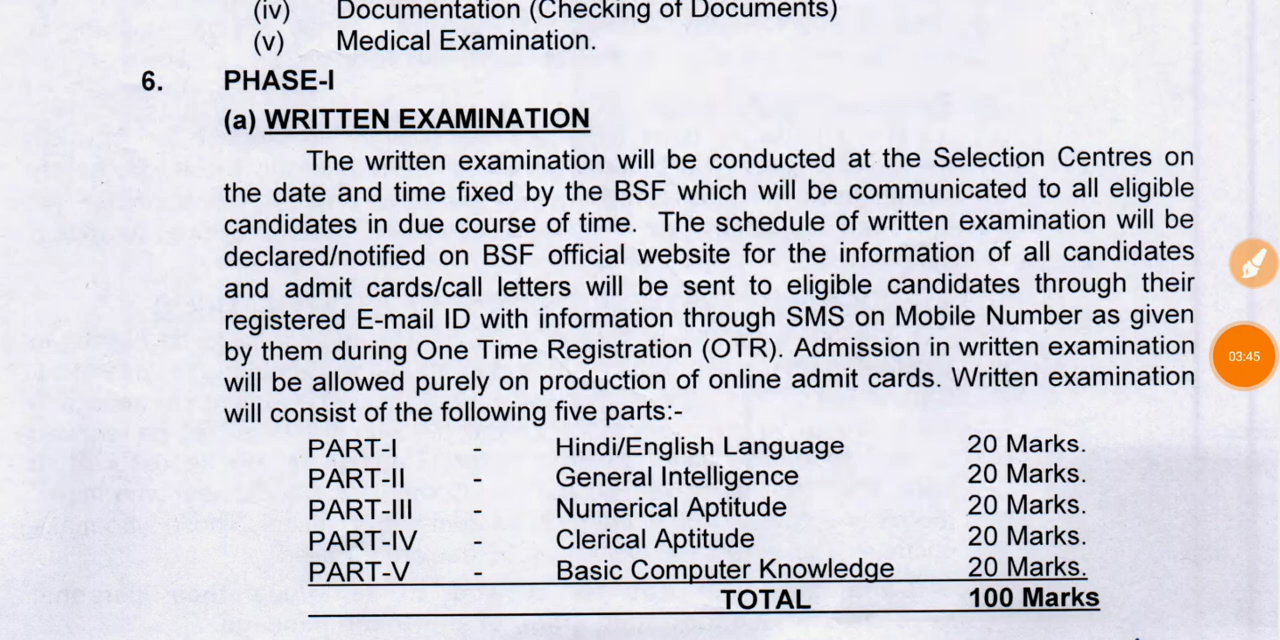 (iv) Documentation (Checking of Documents)
(v) Medical Examination.
6. PHASE-I
(a) WRITTEN EXAMINATION
The written examination will be conducted at the Selection Centres on
the date and time fixed by the BSF which will be communicated to all eligible
candidates in due course of time. The schedule of written examination will be
declared/notified on BSF official website for the information of all candidates
and admit cards/call letters will be sent to eligible candidates through their
registered E-mail ID with information through SMS on Mobile Number as given
by them during One Time Registration (OTR). Admission in written examination
will be allowed purely on production of online admit cards. Written examination
will consist of the following five parts:-
PART-I - Hindi/English Language 20 Marks.
PART-II - General Intelligence 20 Marks.
PART-III - Numerical Aptitude 20 Marks.
PART-IV - Clerical Aptitude 20 Marks.
PART-V - Basic Computer Knowledge 20 Marks.
TOTAL 100 Marks
03:45